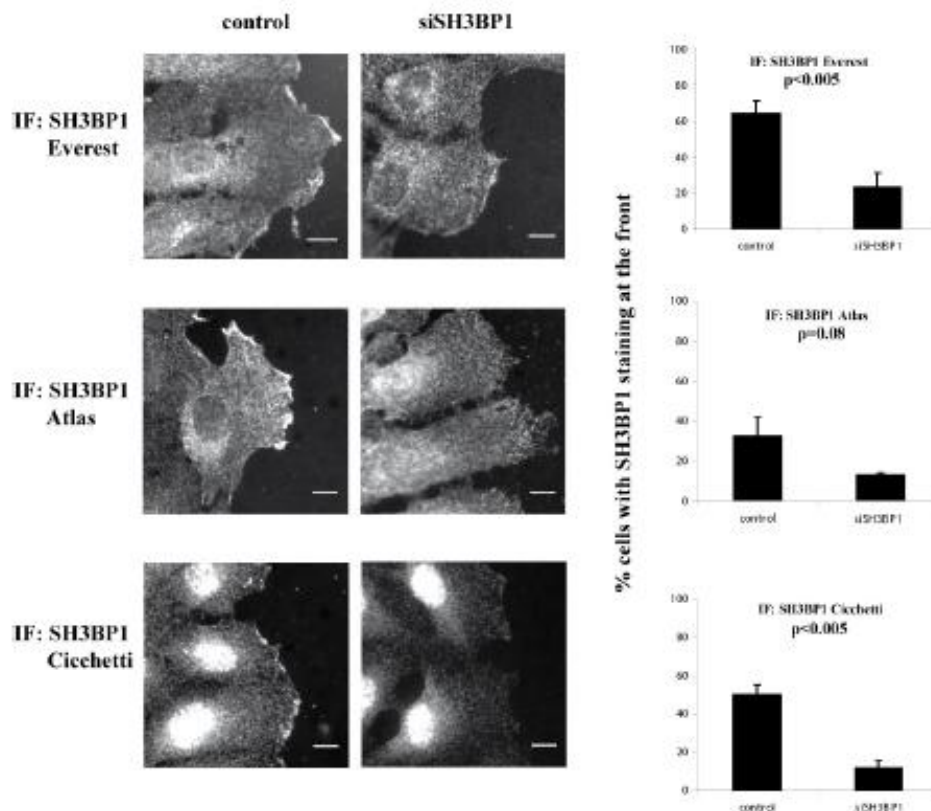 control
siSH3BP1
IF: SH3BP1
Everest
IF: SH3BP1
Atlas
IF: SH3BP1
Cicchetti
% cells with SH3BP1 staining at the front
IF: SH3BP1 Everest
p<0.005
100
80
60
40
20
0
control
siSH3BP1
IF: SH3BP1 Atlas
p=0.08
100
80
60
40
20
0
control
siSH3BP1
IF: SH3BP1 Cicchetti
p<0.005
100
80
60
40
20
0
control
siSH3BP1